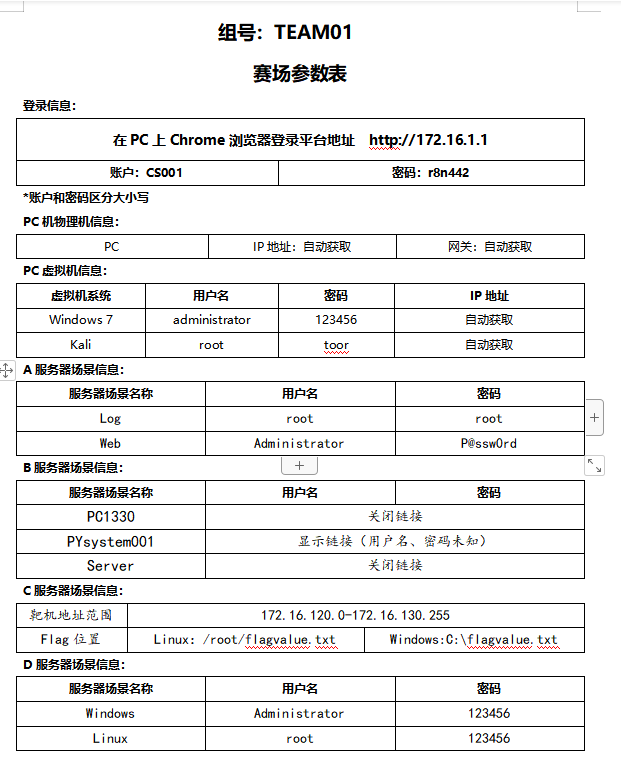 组号：TEAM01
赛场参数表
登录信息：
在 PC 上 Chrome 浏览器登录平台地址 http://172.16.1.1
账户：CS001 密码：r8n442
*账户和密码区分大小写
PC 机物理机信息：
PC IP 地址：自动获取 网关：自动获取
PC 虚拟机信息：
虚拟机系统 用户名 密码 IP 地址
Windows 7 administrator 123456 自动获取
Kali root toor 自动获取
A 服务器场景信息：
服务器场景名称 用户名 密码
Log root root
Web Administrator P@ssw0rd
B 服务器场景信息：
服务器场景名称 用户名 密码
PC1330 关闭链接
PYsystem001 显示链接（用户名、密码未知）
Server 关闭链接
C 服务器场景信息：
靶机地址范围 172.16.120.0-172.16.130.255
Flag 位置 Linux：/root/flagvalue.txt Windows:C:\flagvalue.txt
D 服务器场景信息：
服务器场景名称 用户名 密码
Windows Administrator 123456
Linux root 123456